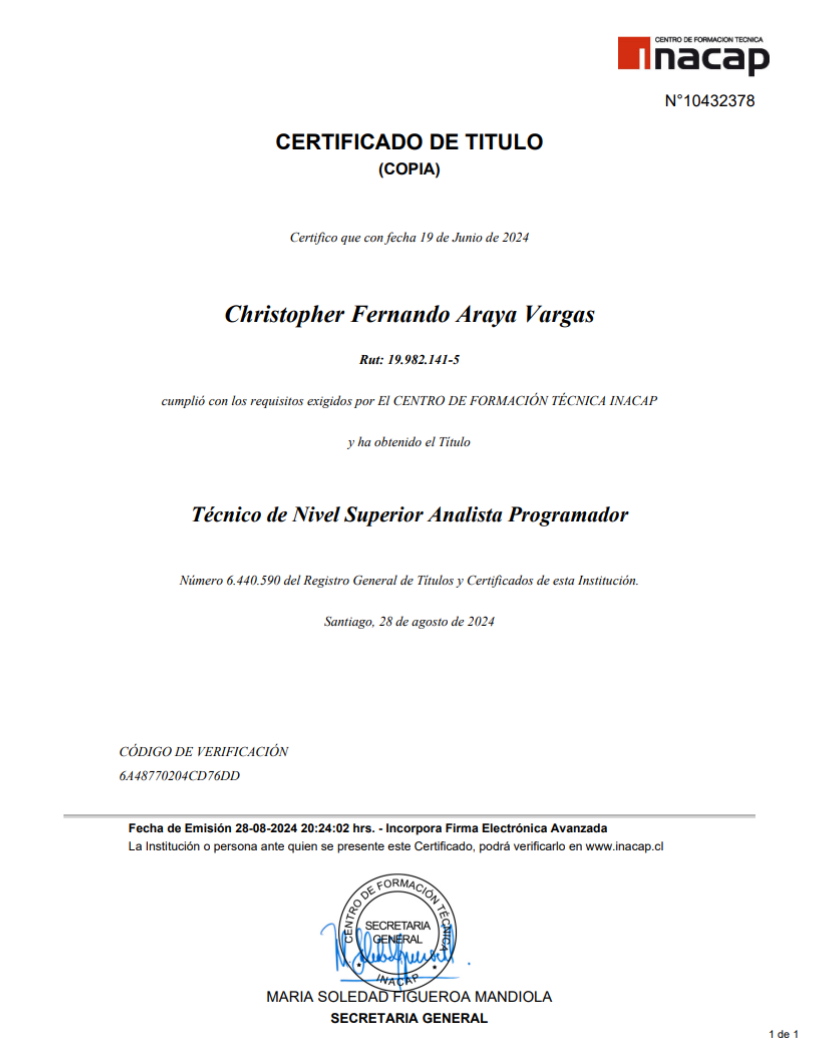 CENTRO DE FORMACION TECNICA
inacap
N°10432378
CERTIFICADO DE TITULO
(COPIA)
Certifico que con fecha 19 de Junio de 2024
Christopher Fernando Araya Vargas
Rut: 19.982.141-5
cumplió con los requisitos exigidos por El CENTRO DE FORMACIÓN TÉCNICA INACAP
y ha obtenido el Título
Técnico de Nivel Superior Analista Programador
Número 6.440.590 del Registro General de Títulos y Certificados de esta Institución.
Santiago, 28 de agosto de 2024
CÓDIGO DE VERIFICACIÓN
6A48770204CD76DD
Fecha de Emisión 28-08-2024 20:24:02 hrs. - Incorpora Firma Electrónica Avanzada
La Institución o persona ante quien se presente este Certificado, podrá verificarlo en www.inacap.cl
CENTRO DE FORMACIÓN TÉCNICA
SECRETARIA
GENERAL
INACAP
MARIA SOLEDAD FIGUEROA MANDIOLA
SECRETARIA GENERAL
1 de 1